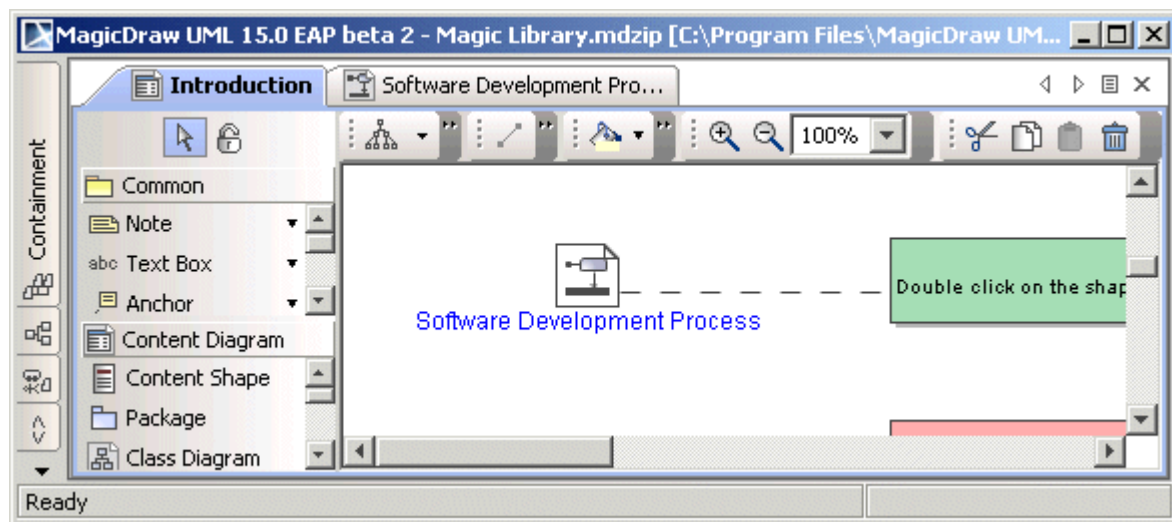 MagicDraw UML 15.0 EAP beta 2 - Magic Library.mdzip [C:\Program Files\MagicDraw UM...
Introduction
Software Development Pro...
Containment
100%
Common
Note
abc Text Box
Anchor
Content Diagram
Content Shape
Package
Class Diagram
Software Development Process
Double click on the shap
Ready